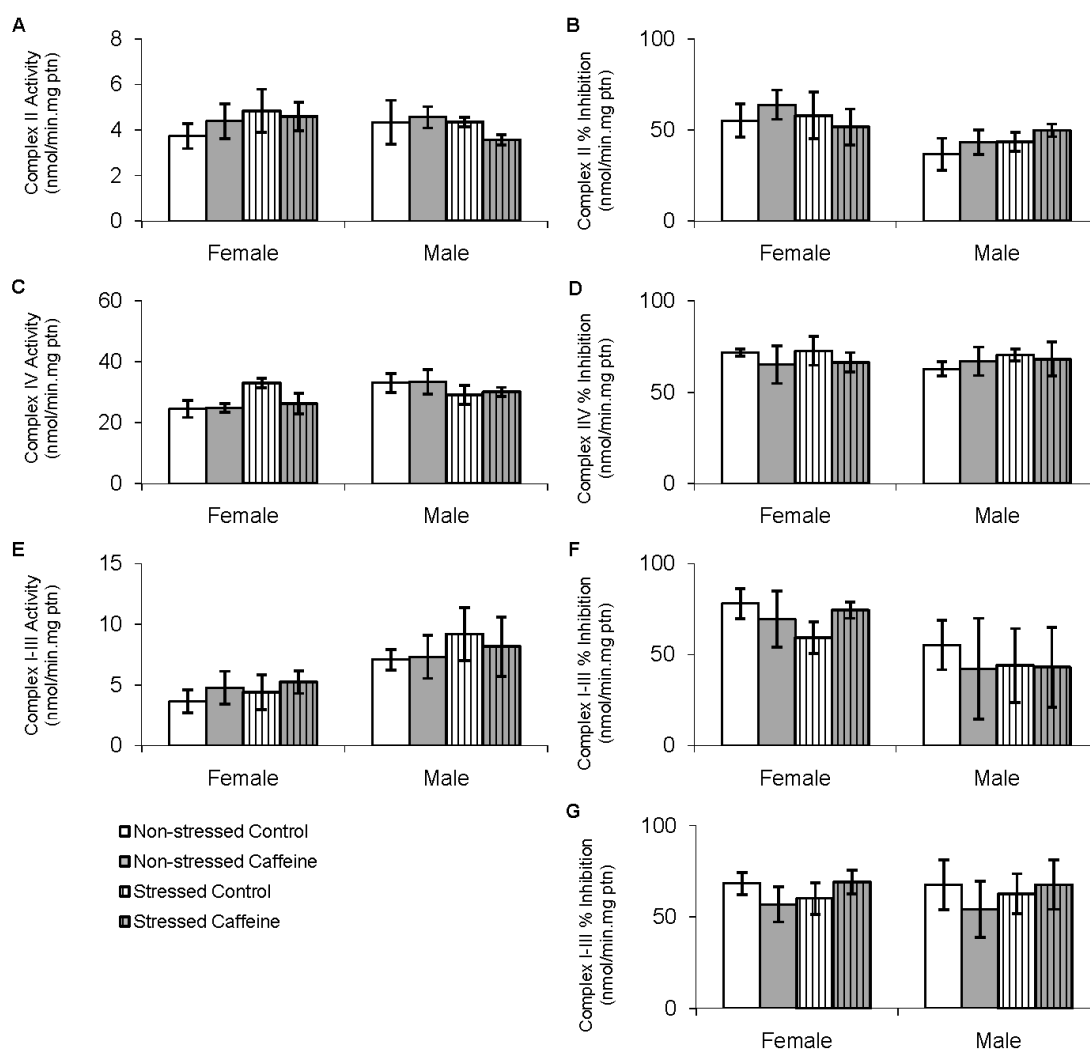 A
Complex II Activity
(nmol/min.mg ptn)
8
6
4
2
0
Female
Male
B
Complex II % Inhibition
(nmol/min.mg ptn)
100
50
0
Female
Male
C
Complex IV Activity
(nmol/min.mg ptn)
60
40
20
0
Female
Male
D
Complex IIV % Inhibition
(nmol/min.mg ptn)
100
50
0
Female
Male
E
Complex I-III Activity
(nmol/min.mg ptn)
15
10
5
0
Female
Male
F
Complex I-III % Inhibition
(nmol/min.mg ptn)
100
50
0
Female
Male
Non-stressed Control
Non-stressed Caffeine
Stressed Control
Stressed Caffeine
G
Complex I-III % Inhibition
(nmol/min.mg ptn)
100
50
0
Female
Male